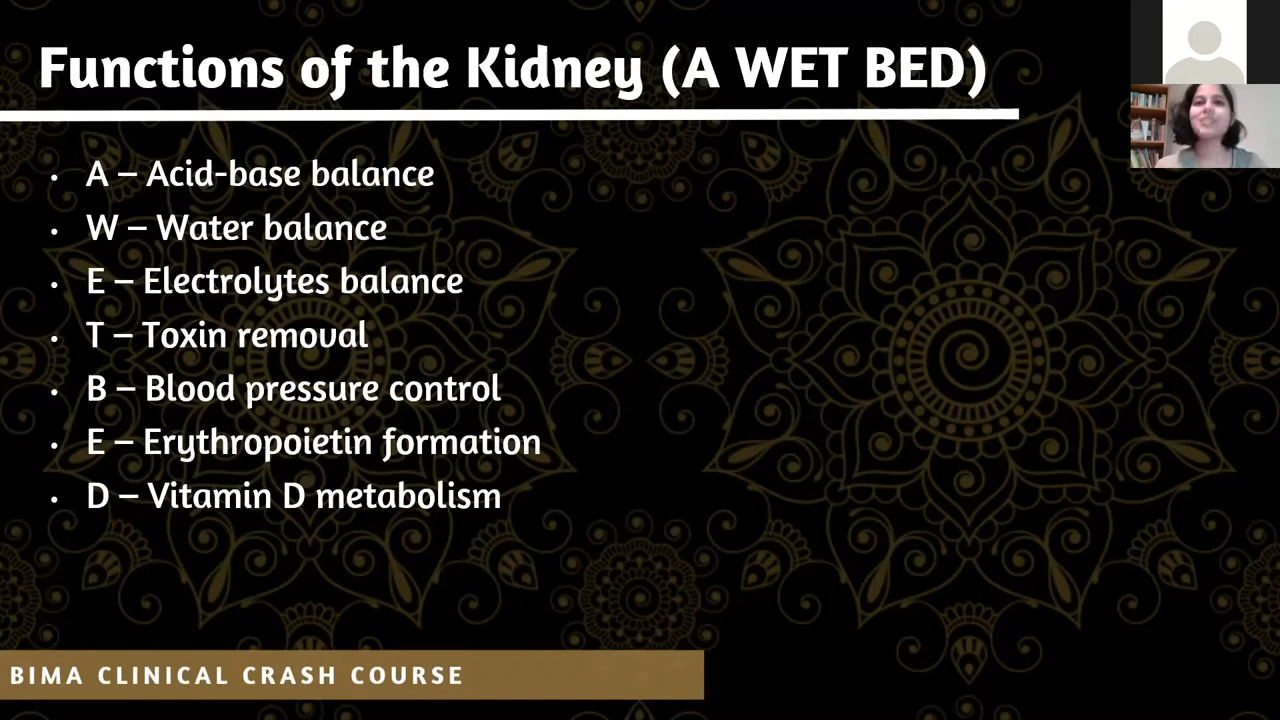 Functions of the Kidney (A WET BED)
• A – Acid-base balance
• W – Water balance
• E – Electrolytes balance
• T – Toxin removal
• B – Blood pressure control
• E – Erythropoietin formation
• D – Vitamin D metabolism
BIMA CLINICAL CRASH COURSE